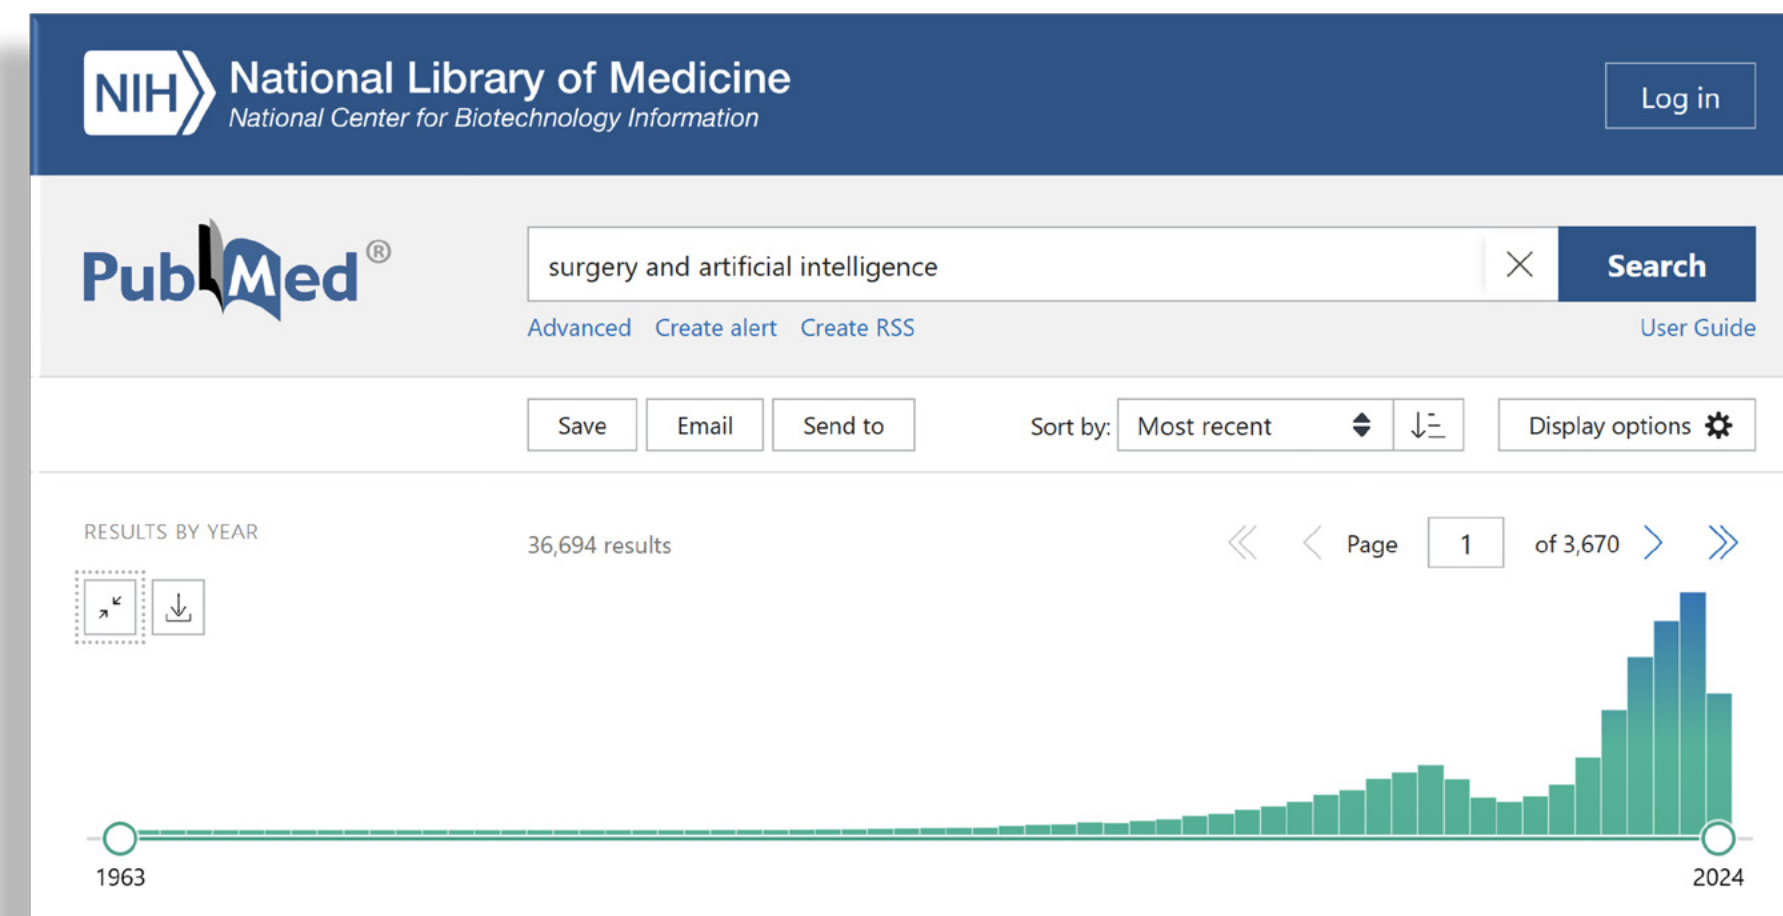 NIH National Library of Medicine
National Center for Biotechnology Information
Log in
PubMed®
surgery and artificial intelligence
Search
Advanced Create alert Create RSS
User Guide
Save Email Send to Sort by: Most recent Display options
RESULTS BY YEAR
36,694 results
Page 1 of 3,670
1963
2024